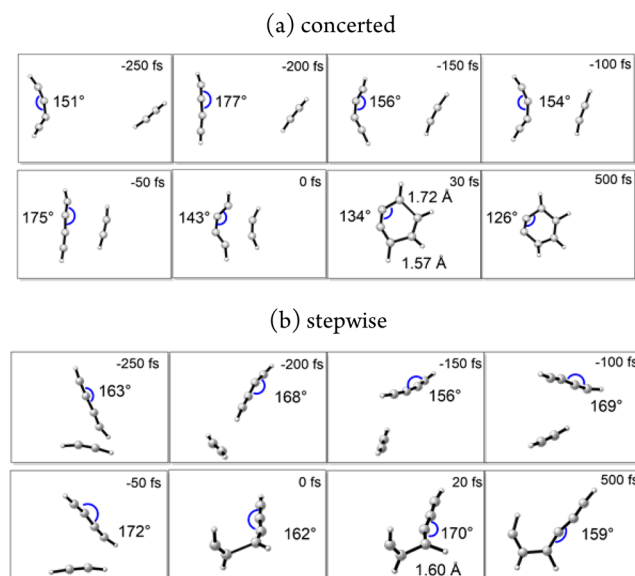 (a) concerted
-250 fs
151°
-200 fs
177°
-150 fs
156°
-100 fs
154°
-50 fs
175°
0 fs
143°
30 fs
1.72 Å
134°
1.57 Å
500 fs
126°
(b) stepwise
-250 fs
163°
-200 fs
168°
-150 fs
156°
-100 fs
169°
-50 fs
172°
0 fs
162°
20 fs
170°
1.60 Å
500 fs
159°